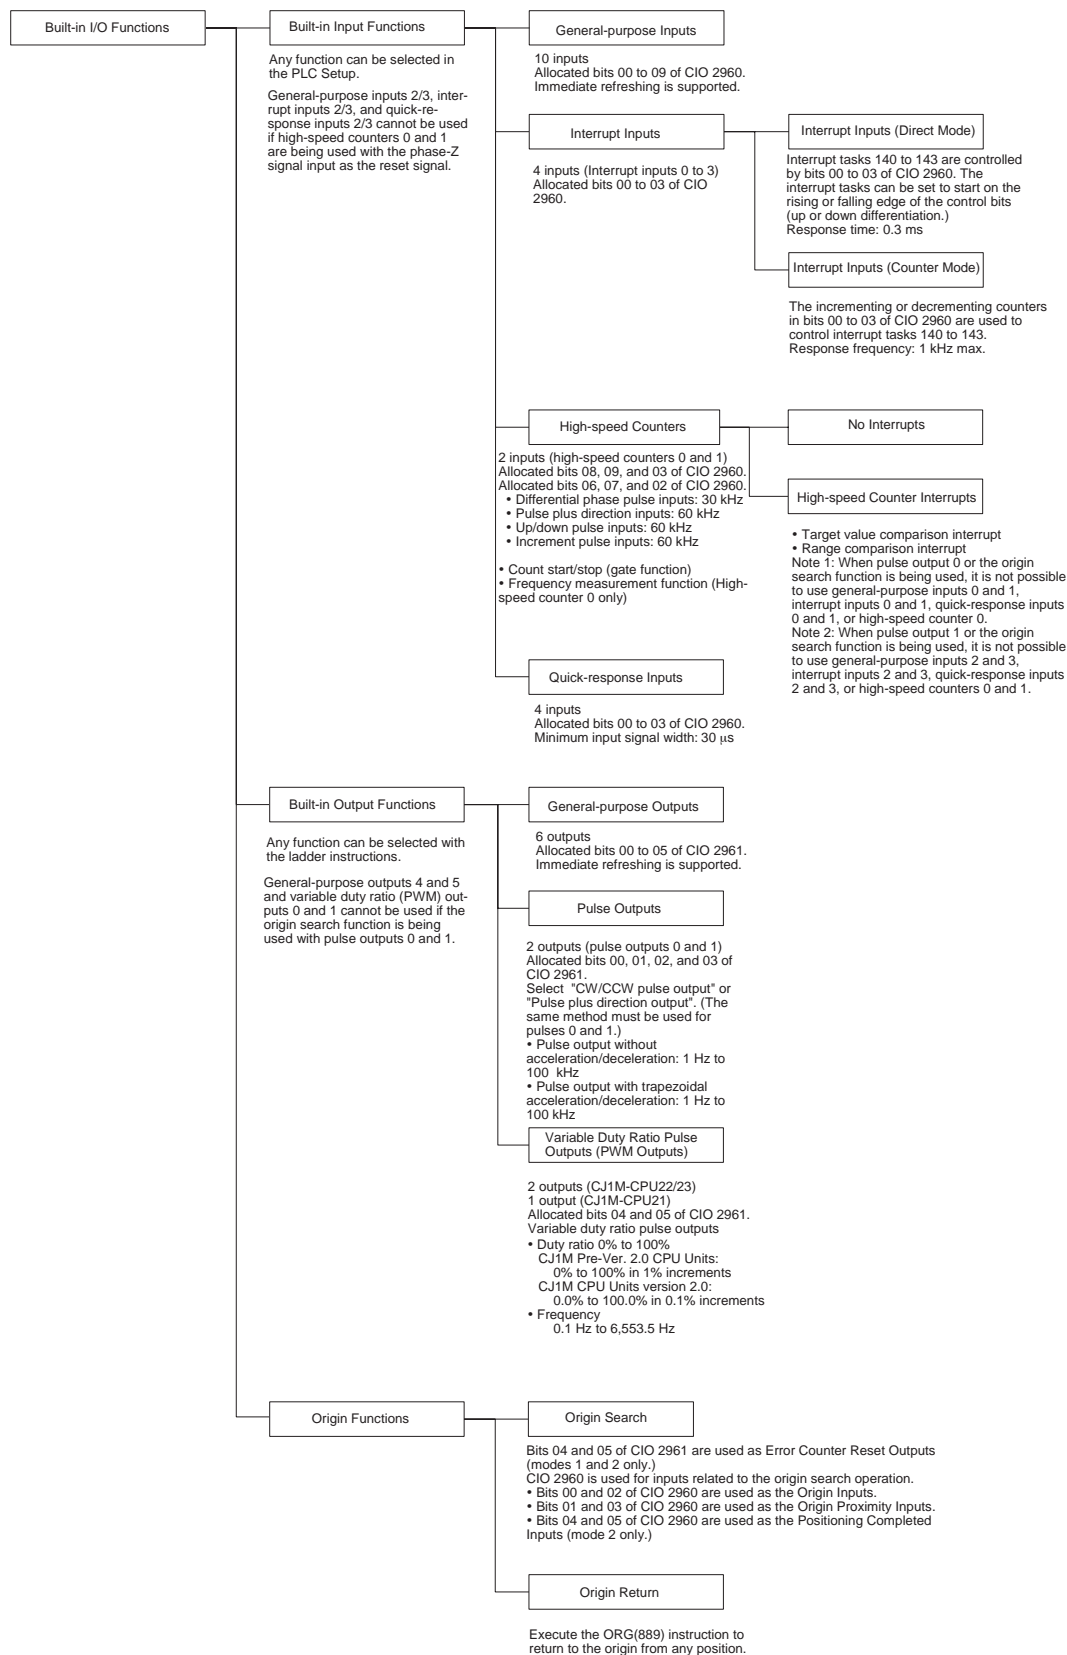 Built-in I/O Functions
Built-in Input Functions
Any function can be selected in
the PLC Setup.
General-purpose inputs 2/3, inter-
rupt inputs 2/3, and quick-re-
sponse inputs 2/3 cannot be used
if high-speed counters 0 and 1
are being used with the phase-Z
signal input as the reset signal.
General-purpose Inputs
10 inputs
Allocated bits 00 to 09 of CIO 2960.
Immediate refreshing is supported.
Interrupt Inputs
4 inputs (Interrupt inputs 0 to 3)
Allocated bits 00 to 03 of CIO
2960.
Interrupt Inputs (Direct Mode)
Interrupt tasks 140 to 143 are controlled
by bits 00 to 03 of CIO 2960. The
interrupt tasks can be set to start on the
rising or falling edge of the control bits
(up or down differentiation.)
Response time: 0.3 ms
Interrupt Inputs (Counter Mode)
The incrementing or decrementing counters
in bits 00 to 03 of CIO 2960 are used to
control interrupt tasks 140 to 143.
Response frequency: 1 kHz max.
High-speed Counters
2 inputs (high-speed counters 0 and 1)
Allocated bits 08, 09, and 03 of CIO 2960.
Allocated bits 06, 07, and 02 of CIO 2960.
• Differential phase pulse inputs: 30 kHz
• Pulse plus direction inputs: 60 kHz
• Up/down pulse inputs: 60 kHz
• Increment pulse inputs: 60 kHz
• Count start/stop (gate function)
• Frequency measurement function (High-
speed counter 0 only)
No Interrupts
High-speed Counter Interrupts
• Target value comparison interrupt
• Range comparison interrupt
Note 1: When pulse output 0 or the origin
search function is being used, it is not possible
to use general-purpose inputs 0 and 1,
interrupt inputs 0 and 1, quick-response inputs
0 and 1, or high-speed counter 0.
Note 2: When pulse output 1 or the origin
search function is being used, it is not possible
to use general-purpose inputs 2 and 3,
interrupt inputs 2 and 3, quick-response inputs
2 and 3, or high-speed counters 0 and 1.
Quick-response Inputs
4 inputs
Allocated bits 00 to 03 of CIO 2960.
Minimum input signal width: 30 μs
Built-in Output Functions
Any function can be selected with
the ladder instructions.
General-purpose outputs 4 and 5
and variable duty ratio (PWM) out-
puts 0 and 1 cannot be used if the
origin search function is being
used with pulse outputs 0 and 1.
General-purpose Outputs
6 outputs
Allocated bits 00 to 05 of CIO 2961.
Immediate refreshing is supported.
Pulse Outputs
2 outputs (pulse outputs 0 and 1)
Allocated bits 00, 01, 02, and 03 of
CIO 2961.
Select "CW/CCW pulse output" or
"Pulse plus direction output". (The
same method must be used for
pulses 0 and 1.)
• Pulse output without
acceleration/deceleration: 1 Hz to
100 kHz
• Pulse output with trapezoidal
acceleration/deceleration: 1 Hz to
100 kHz
Variable Duty Ratio Pulse
Outputs (PWM Outputs)
2 outputs (CJ1M-CPU22/23)
1 output (CJ1M-CPU21)
Allocated bits 04 and 05 of CIO 2961.
Variable duty ratio pulse outputs
• Duty ratio 0% to 100%
CJ1M Pre-Ver. 2.0 CPU Units:
0% to 100% in 1% increments
CJ1M CPU Units version 2.0:
0.0% to 100.0% in 0.1% increments
• Frequency
0.1 Hz to 6,553.5 Hz
Origin Functions
Origin Search
Bits 04 and 05 of CIO 2961 are used as Error Counter Reset Outputs
(modes 1 and 2 only.)
CIO 2960 is used for inputs related to the origin search operation.
• Bits 00 and 02 of CIO 2960 are used as the Origin Inputs.
• Bits 01 and 03 of CIO 2960 are used as the Origin Proximity Inputs.
• Bits 04 and 05 of CIO 2960 are used as the Positioning Completed
Inputs (mode 2 only.)
Origin Return
Execute the ORG(889) instruction to
return to the origin from any position.